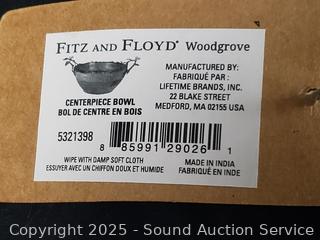 FITZ AND FLOYD® Woodgrove
MANUFACTURED BY:
FABRIQUÉ PAR :
LIFETIME BRANDS, INC.
22 BLAKE STREET
MEDFORD, MA 02155 USA
CENTERPIECE BOWL
BOL DE CENTRE EN BOIS
5321398
8 85991 29026 1
WIPE WITH DAMP SOFT CLOTH
ESSUYER AVEC UN CHIFFON DOUX ET HUMIDE
MADE IN INDIA
FABRIQUÉ EN INDE
Copyright © 2025 - Sound Auction Service